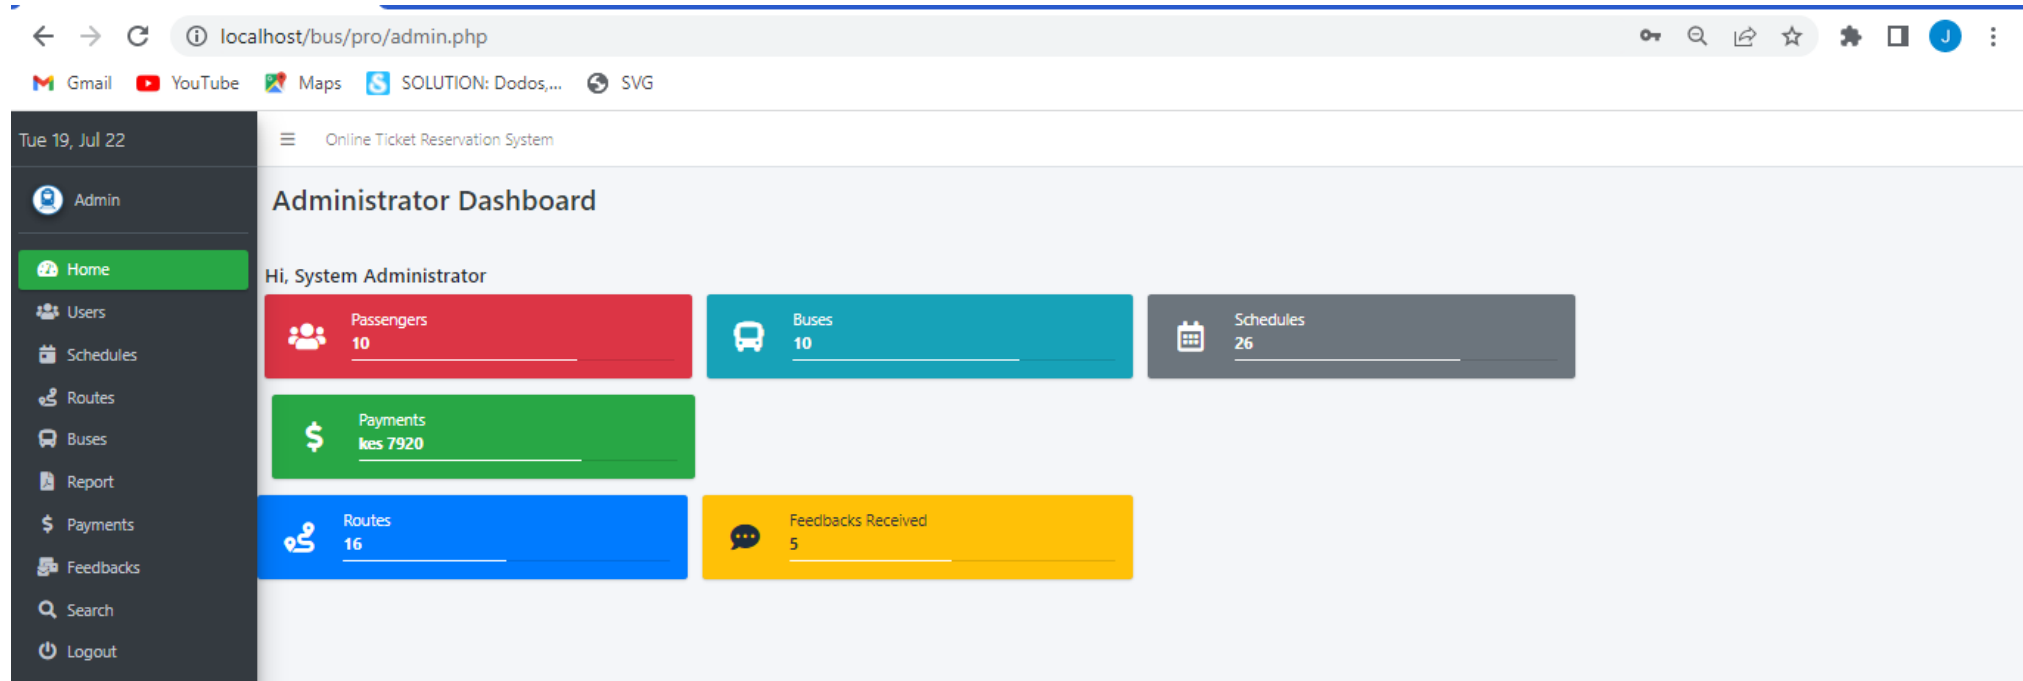 localhost/bus/pro/admin.php
J
Gmail YouTube Maps SOLUTION: Dodos,... SVG
Tue 19, Jul 22
Online Ticket Reservation System
Admin
Administrator Dashboard
Home
Users
Schedules
Routes
Buses
Report
Payments
Feedbacks
Search
Logout
Hi, System Administrator
Passengers
10
Buses
10
Schedules
26
Payments
kes 7920
Routes
16
Feedbacks Received
5